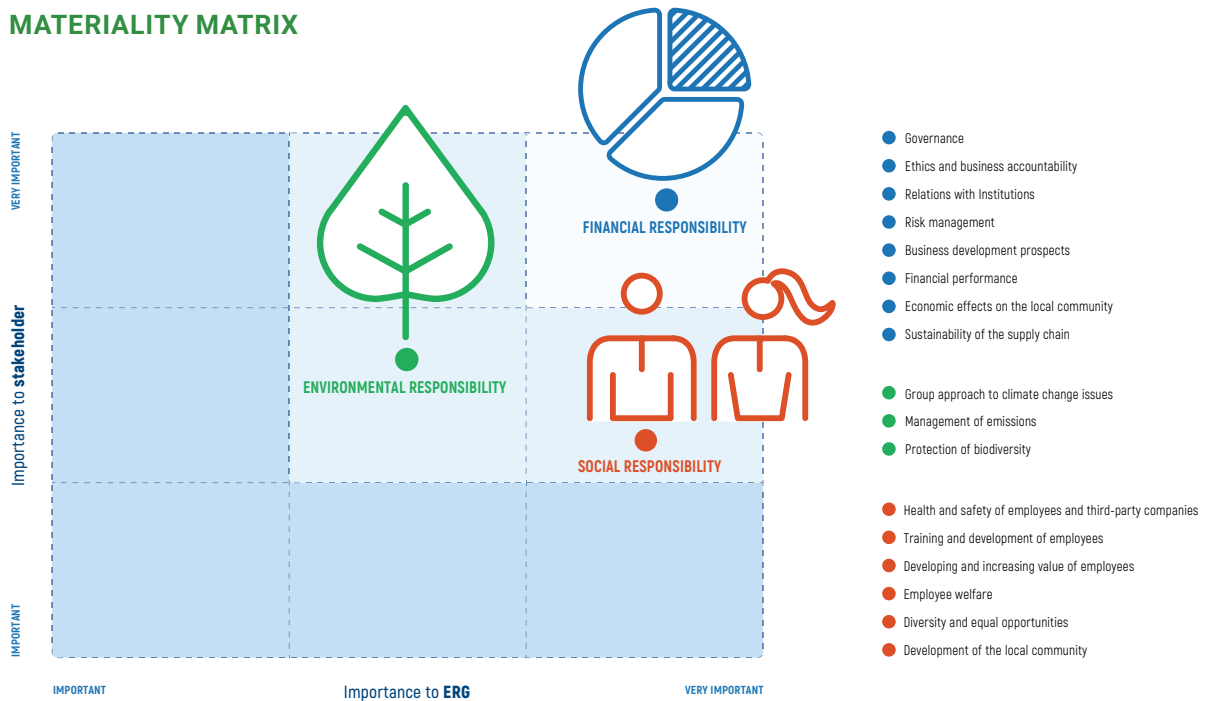 MATERIALITY MATRIX
VERY IMPORTANT
Importance to stakeholder
IMPORTANT
FINANCIAL RESPONSIBILITY
ENVIRONMENTAL RESPONSIBILITY
SOCIAL RESPONSIBILITY
IMPORTANT
Importance to ERG
VERY IMPORTANT
Governance
Ethics and business accountability
Relations with Institutions
Risk management
Business development prospects
Financial performance
Economic effects on the local community
Sustainability of the supply chain
Group approach to climate change issues
Management of emissions
Protection of biodiversity
Health and safety of employees and third-party companies
Training and development of employees
Developing and increasing value of employees
Employee welfare
Diversity and equal opportunities
Development of the local community